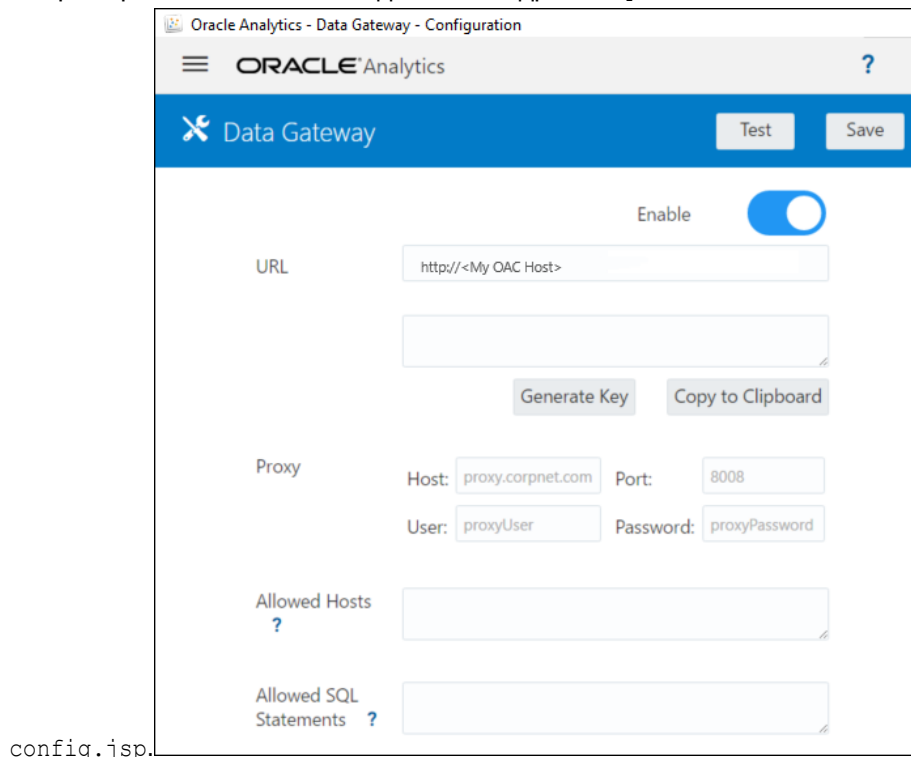 Oracle Analytics - Data Gateway - Configuration
ORACLE Analytics ?
Data Gateway Test Save
Enable
URL http://<My OAC Host>
Generate Key Copy to Clipboard
Proxy Host: proxy.corpnet.com Port: 8008
User: proxyUser Password: proxyPassword
Allowed Hosts
?
Allowed SQL
Statements ?
config.jsp.